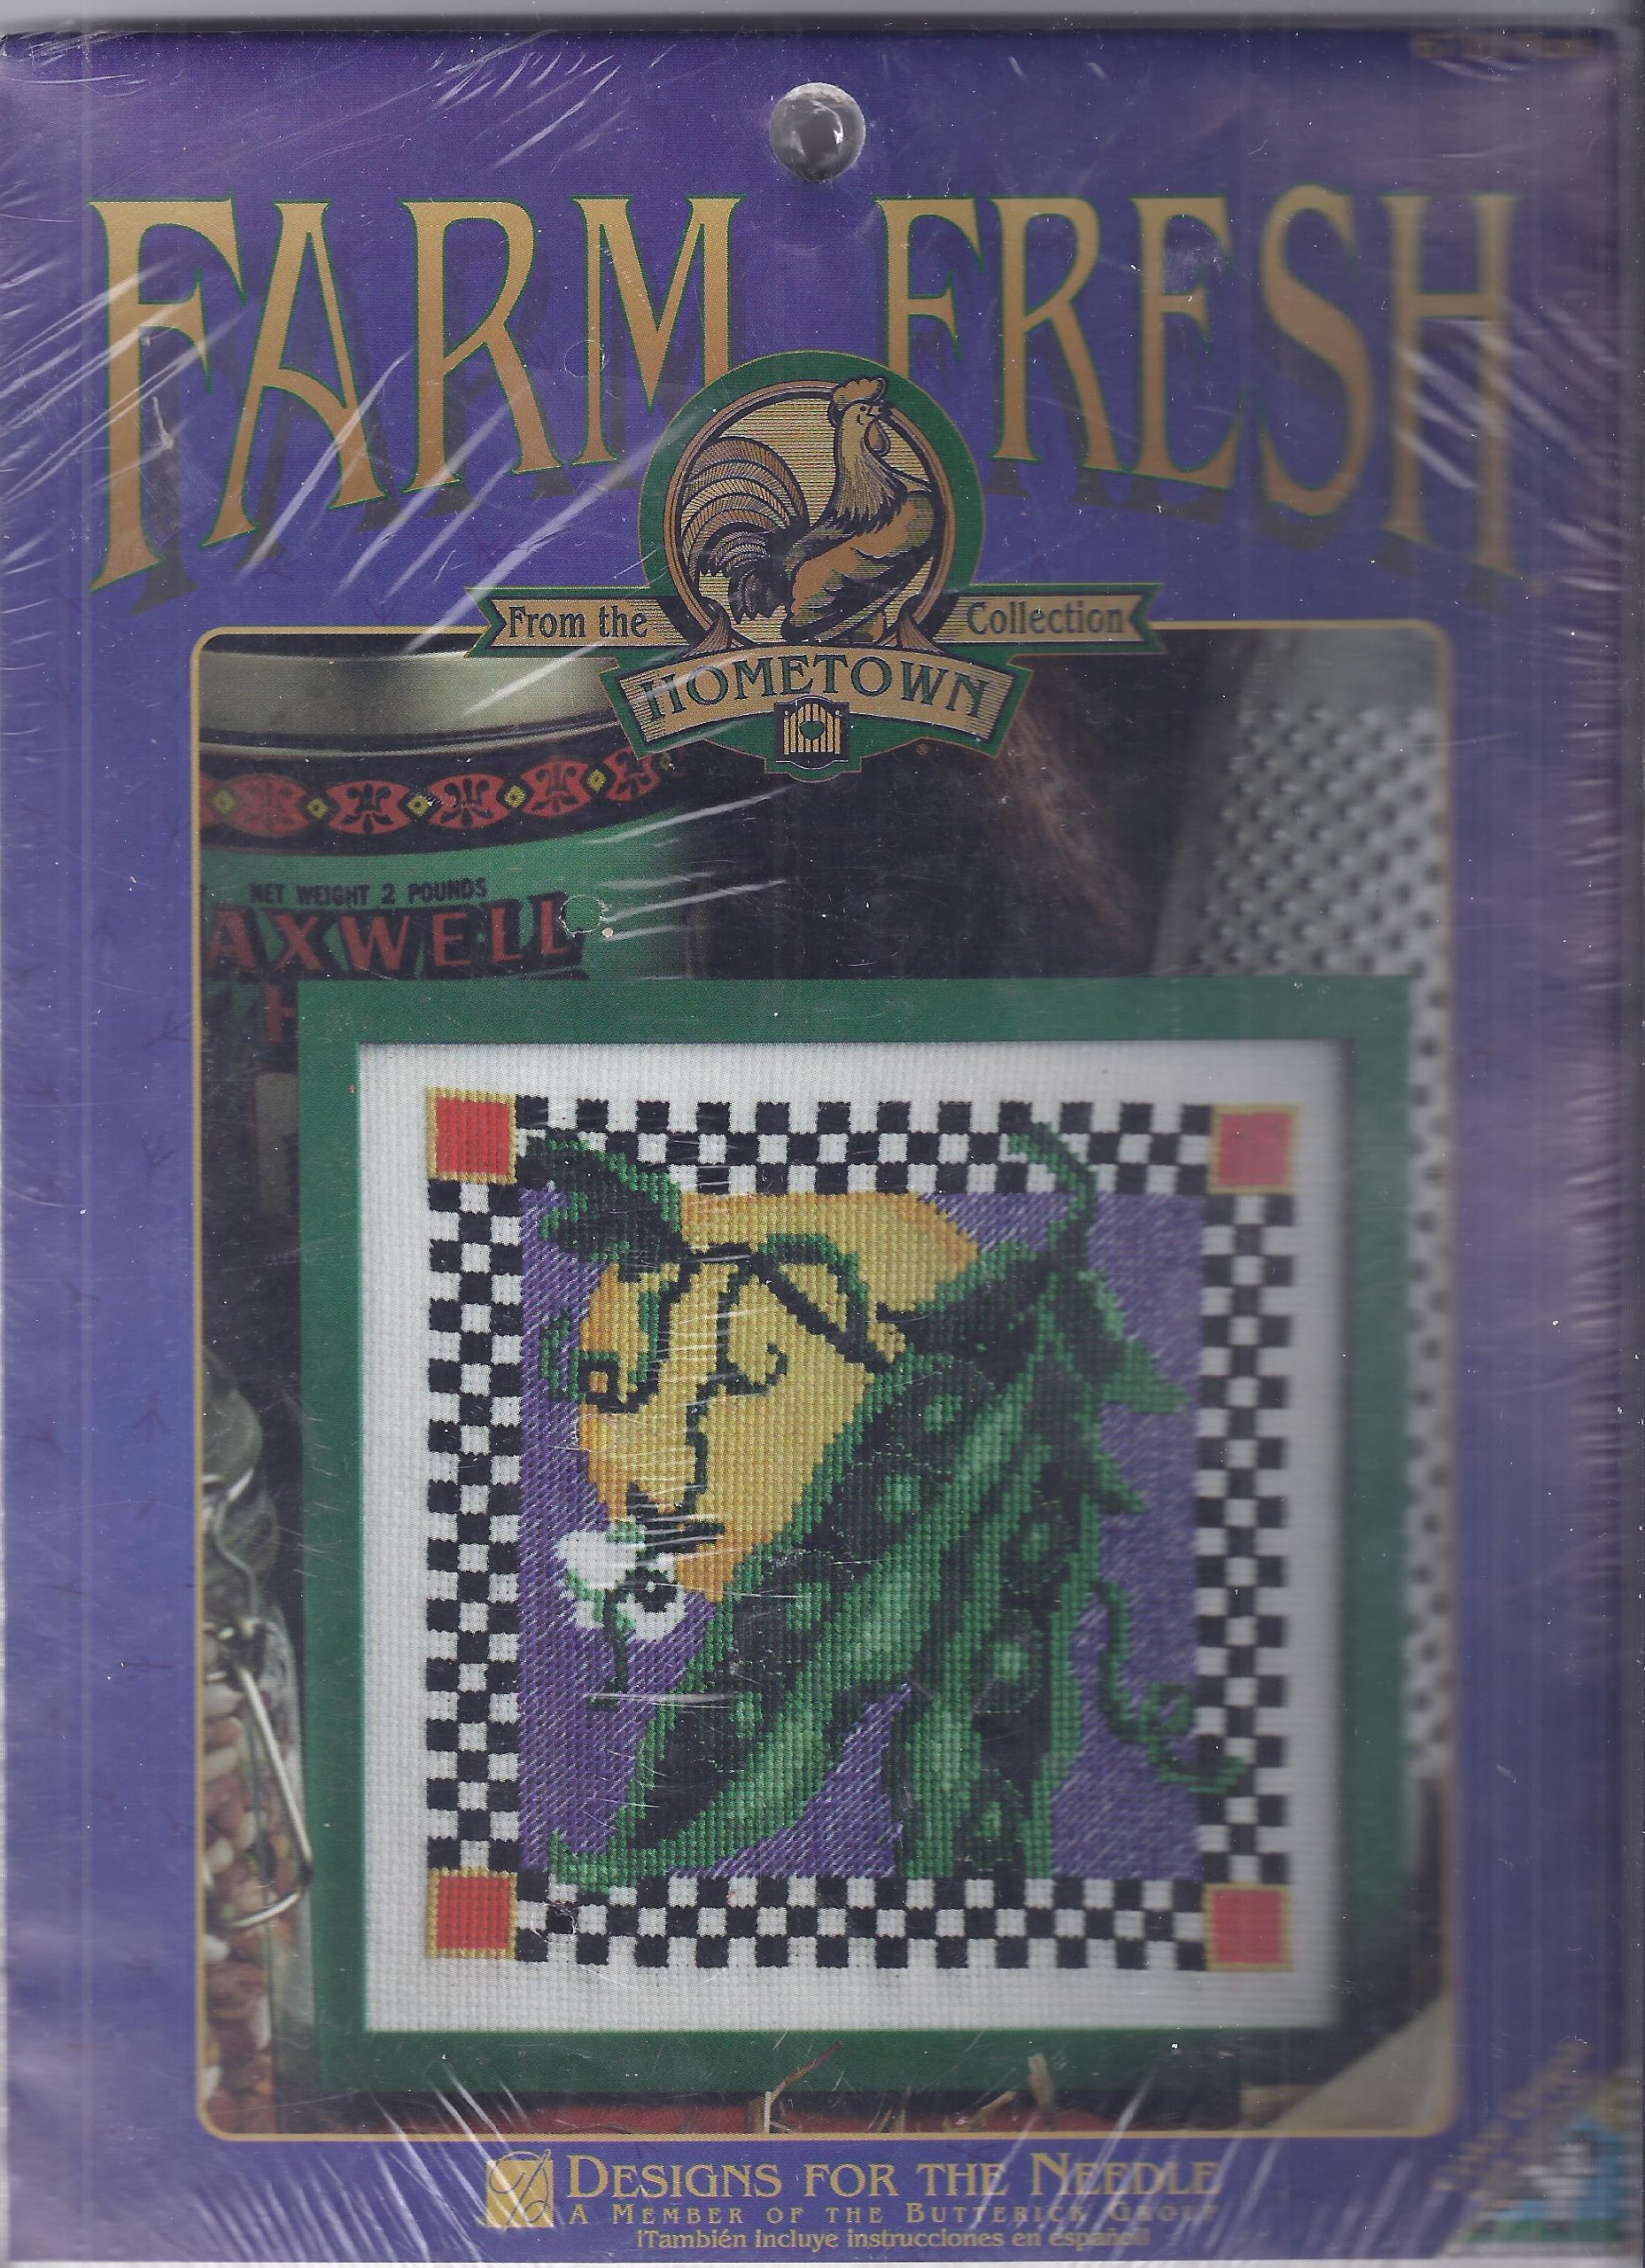 FARM FRESH
From the Collection
HOMETOWN
NET WEIGHT 2 POUNDS
AXWELL
H
DESIGNS FOR THE NEEDLE
A MEMBER OF THE BUTTERICK GROUP
¡También incluye instrucciones en español!